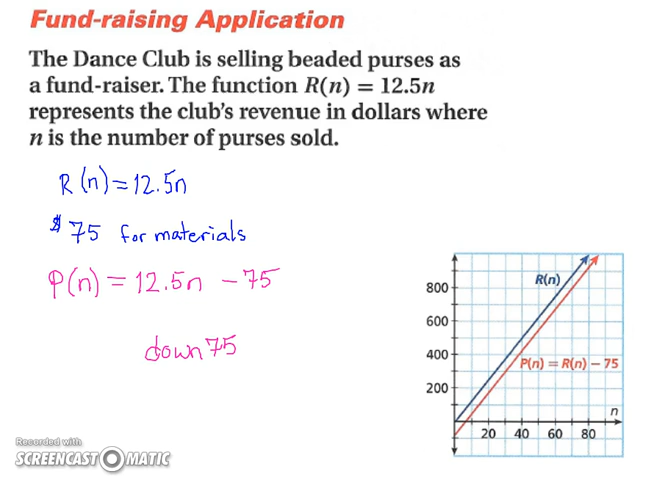 Fund-raising Application
The Dance Club is selling beaded purses as
a fund-raiser. The function R(n) = 12.5n
represents the club's revenue in dollars where
n is the number of purses sold.
R(n)=12.5n
$75 for materials
P(n) = 12.5n - 75
down 75
R(n)
800
600
400
P(n) = R(n) – 75
200
n
20 40 60 80
Recorded with
SCREENCAST O MATIC